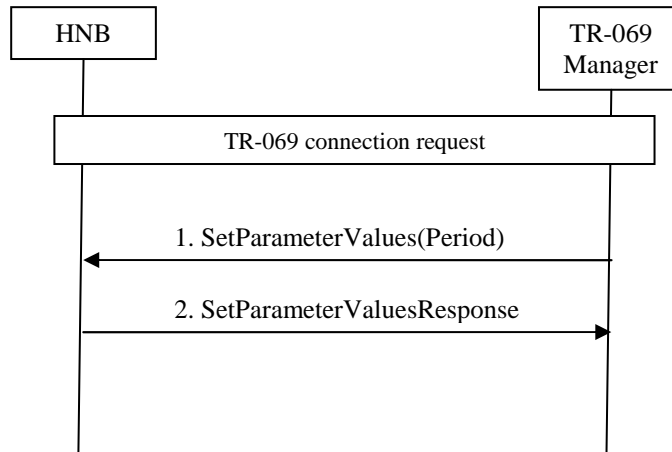 HNB
TR-069
Manager
TR-069 connection request
1. SetParameterValues(Period)
2. SetParameterValuesResponse